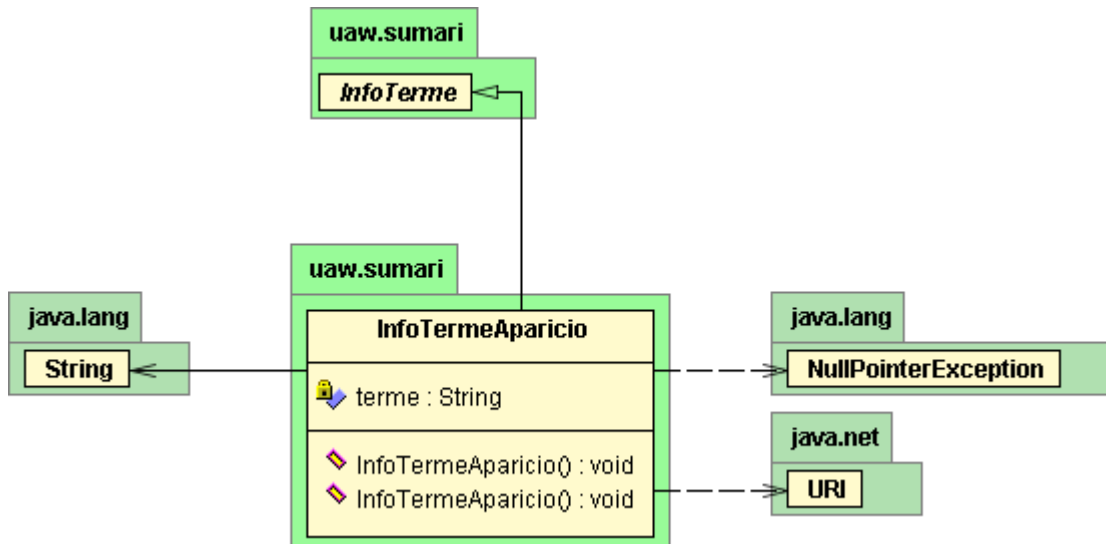 uaw.sumari
InfoTerme
uaw.sumari
java.lang
String
InfoTermeAparicio
terme : String
InfoTermeAparicio() : void
InfoTermeAparicio() : void
java.lang
NullPointerException
java.net
URI